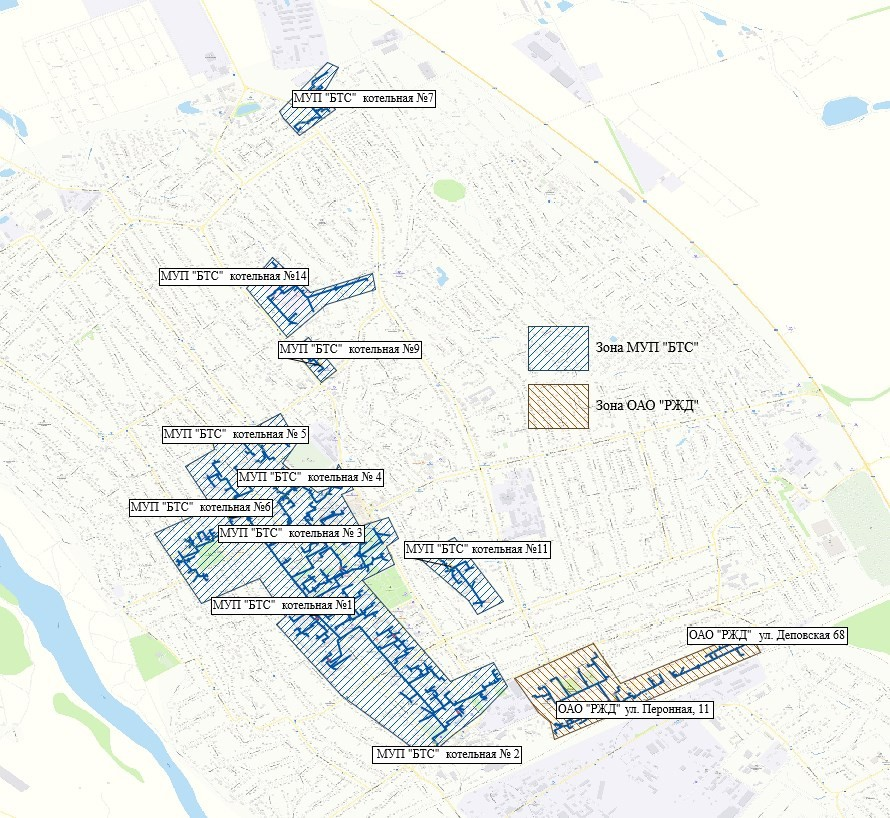 МУП "БТС" котельная №7
МУП "БТС" котельная №14
МУП "БТС" котельная №9
Зона МУП "БТС"
Зона ОАО "РЖД"
МУП "БТС" котельная № 5
МУП "БТС" котельная № 4
МУП "БТС" котельная №6
МУП "БТС" котельная № 3
МУП "БТС" котельная №11
МУП "БТС" котельная №1
ОАО "РЖД" ул. Деповская 68
ОАО "РЖД" ул. Перонная, 11
МУП "БТС" котельная № 2